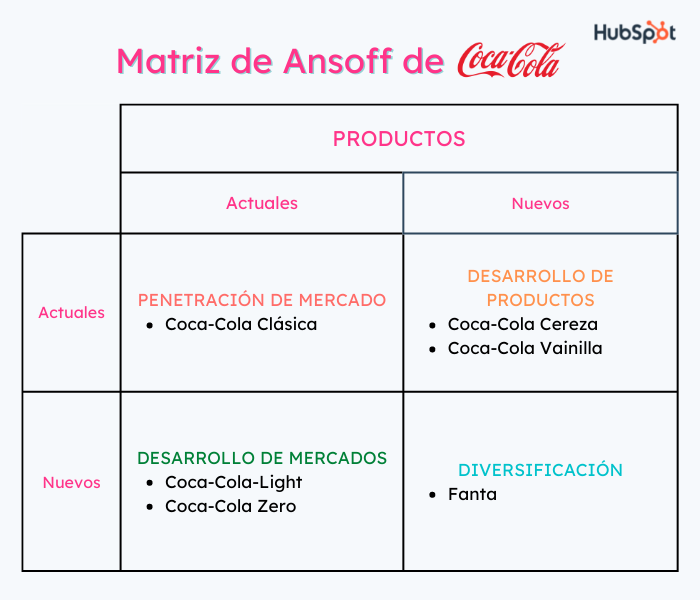 HubSpot
Matriz de Ansoff de Coca-Cola
PRODUCTOS
Actuales
Nuevos
Actuales
PENETRACIÓN DE MERCADO
• Coca-Cola Clásica
DESARROLLO DE
PRODUCTOS
• Coca-Cola Cereza
• Coca-Cola Vainilla
Nuevos
DESARROLLO DE MERCADOS
• Coca-Cola-Light
• Coca-Cola Zero
DIVERSIFICACIÓN
• Fanta